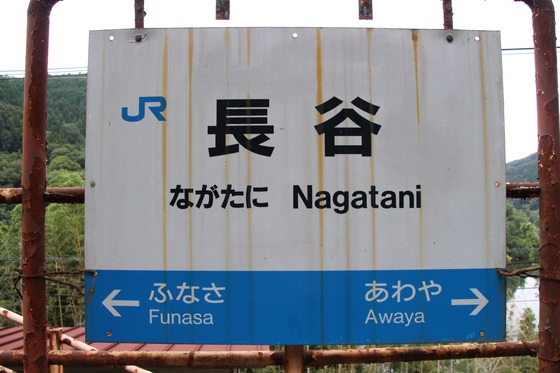 JR
長谷
ながたに Nagatani
ふなさ あわや
Funasa Awaya